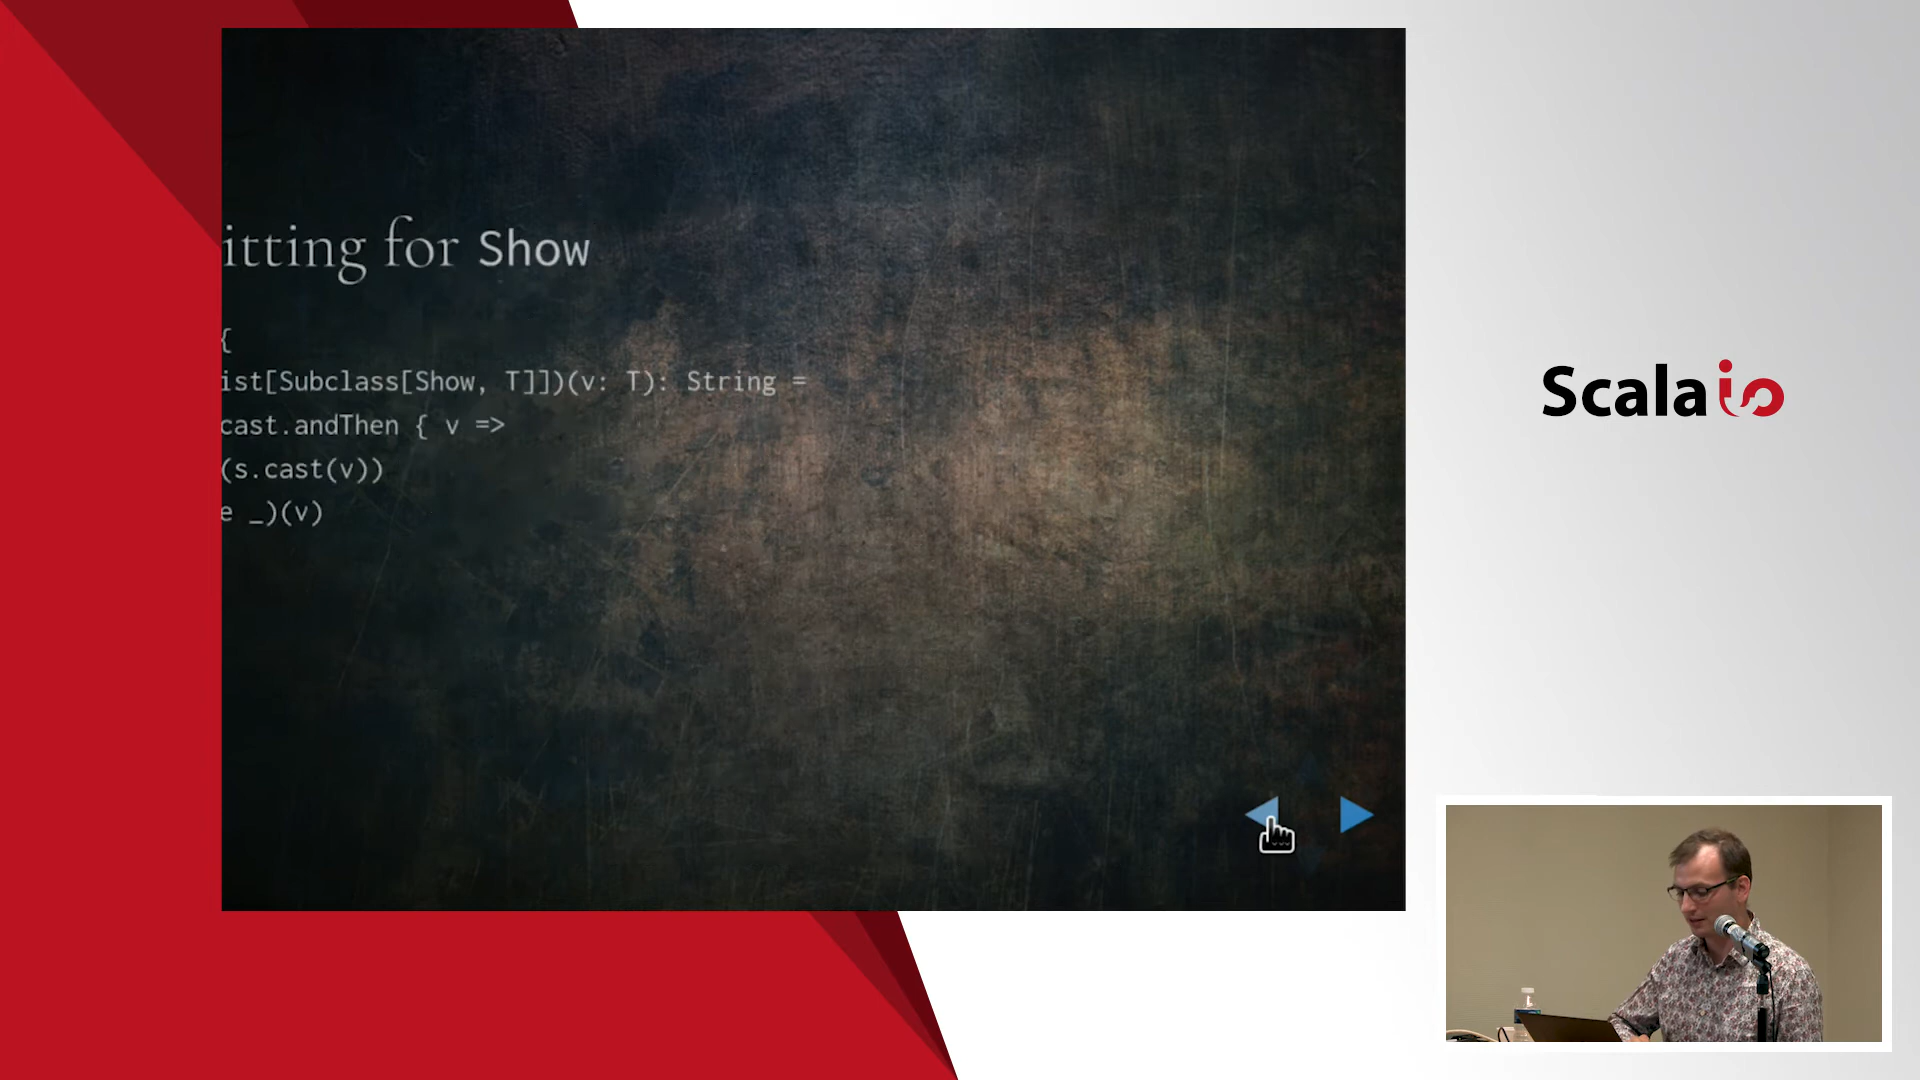 itting for Show
{
ist[Subclass[Show, T]])(v: T): String =
cast.andThen { v =>
(s.cast(v))
e _)(v)
Scala io